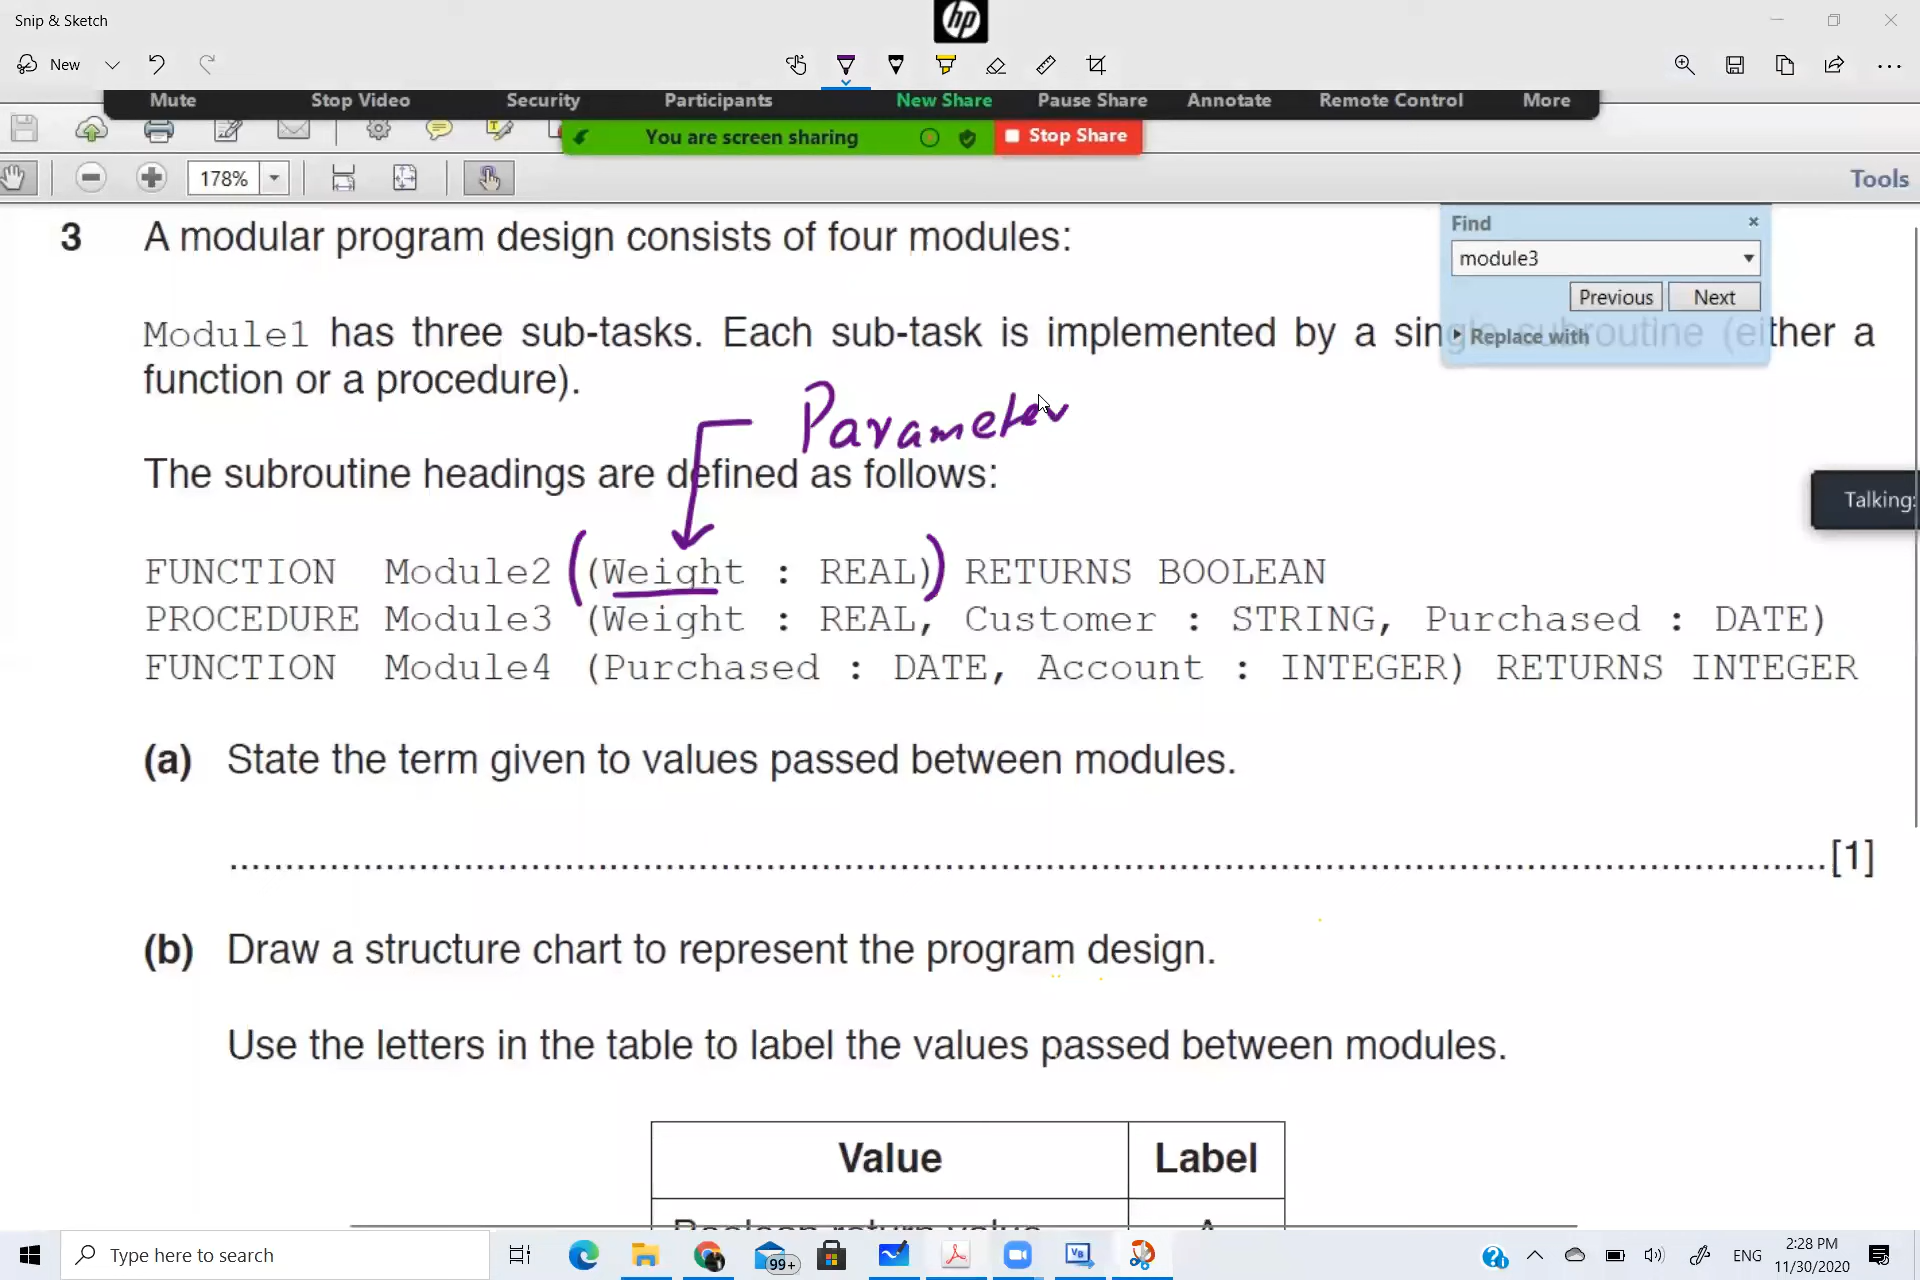 Snip & Sketch
hp
New
Mute Stop Video Security Participants New Share Pause Share Annotate Remote Control More
You are screen sharing Stop Share
178% Tools
Find
module3
Previous Next
Replace with
3 A modular program design consists of four modules:
Module1 has three sub-tasks. Each sub-task is implemented by a single subroutine (either a
function or a procedure).
Parameter
The subroutine headings are defined as follows:
FUNCTION Module2 (Weight : REAL) RETURNS BOOLEAN
PROCEDURE Module3 (Weight : REAL, Customer : STRING, Purchased : DATE)
FUNCTION Module4 (Purchased : DATE, Account : INTEGER) RETURNS INTEGER
Talking:
(a) State the term given to values passed between modules.
[1]
(b) Draw a structure chart to represent the program design.
Use the letters in the table to label the values passed between modules.
Value Label
Boolean return value A
Type here to search
99+
VB
ENG
2:28 PM
11/30/2020